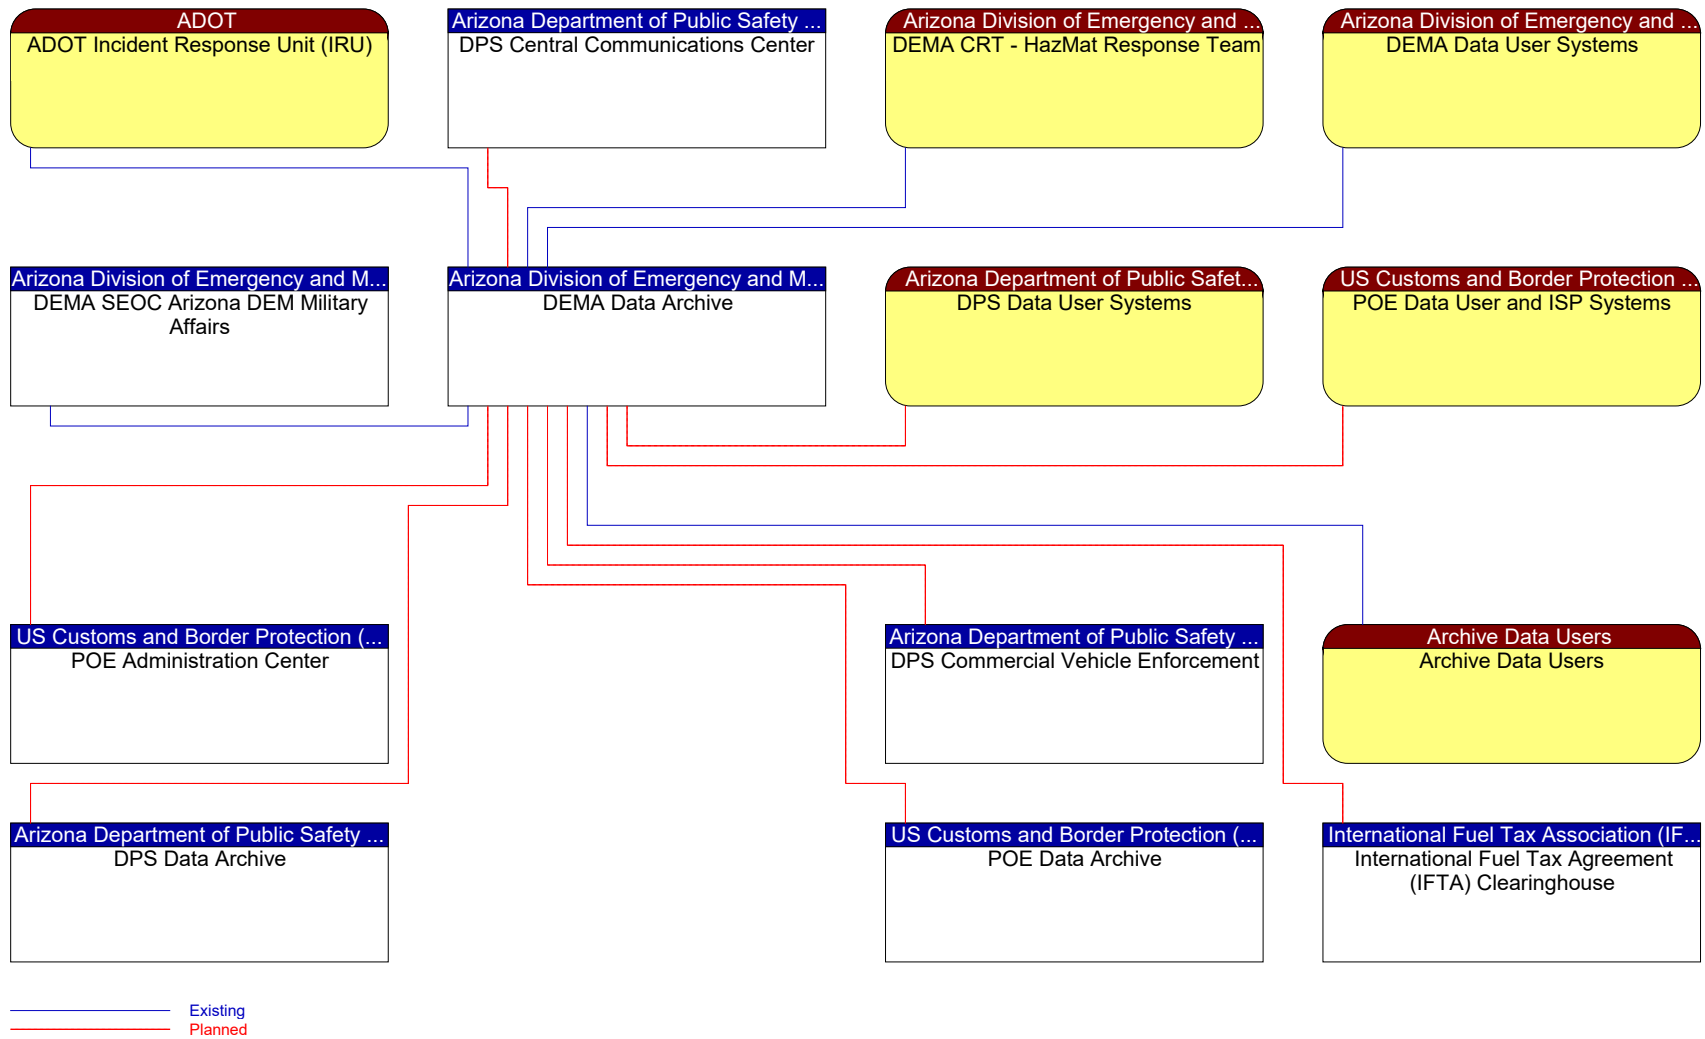 ADOT
ADOT Incident Response Unit (IRU)
Arizona Department of Public Safety ...
DPS Central Communications Center
Arizona Division of Emergency and ...
DEMA CRT - HazMat Response Team
Arizona Division of Emergency and ...
DEMA Data User Systems
Arizona Division of Emergency and M...
DEMA SEOC Arizona DEM Military
Affairs
Arizona Division of Emergency and M...
DEMA Data Archive
Arizona Department of Public Safet...
DPS Data User Systems
US Customs and Border Protection ...
POE Data User and ISP Systems
US Customs and Border Protection (...
POE Administration Center
Arizona Department of Public Safety ...
DPS Commercial Vehicle Enforcement
Archive Data Users
Archive Data Users
Arizona Department of Public Safety ...
DPS Data Archive
US Customs and Border Protection (...
POE Data Archive
International Fuel Tax Association (IF...
International Fuel Tax Agreement
(IFTA) Clearinghouse
Existing
Planned